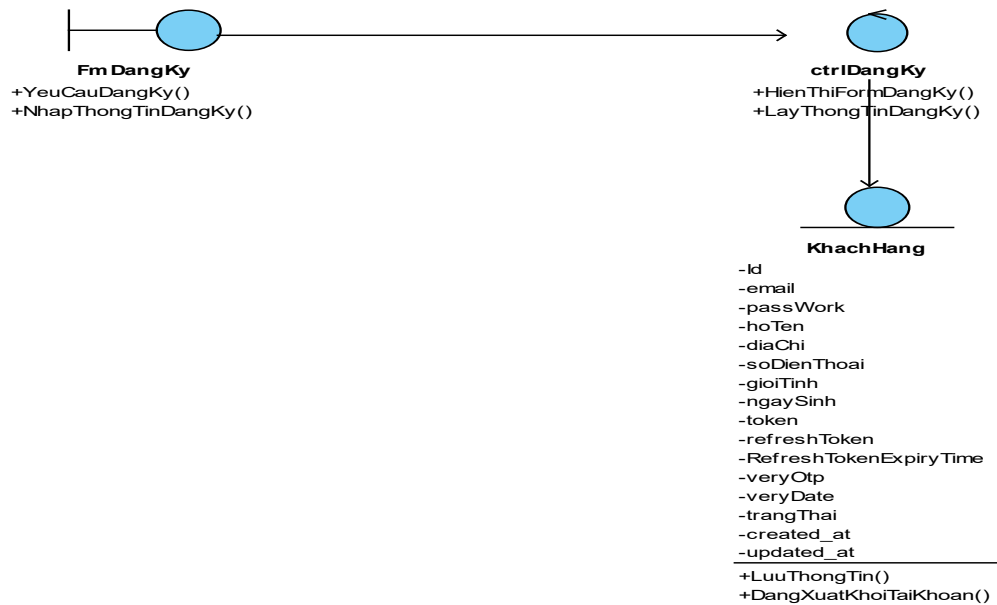 FmDangKy
+YeuCauDangKy()
+NhapThongTinDangKy()
ctrlDangKy
+HienThiFormDangKy()
+LayThongTinDangKy()
KhachHang
-Id
-email
-passWork
-hoTen
-diaChi
-soDienThoai
-gioiTinh
-ngaySinh
-token
-refreshToken
-RefreshTokenExpiryTime
-veryOtp
-veryDate
-trangThai
-created_at
-updated_at
+LuuThongTin()
+DangXuatKhoiTaiKhoan()